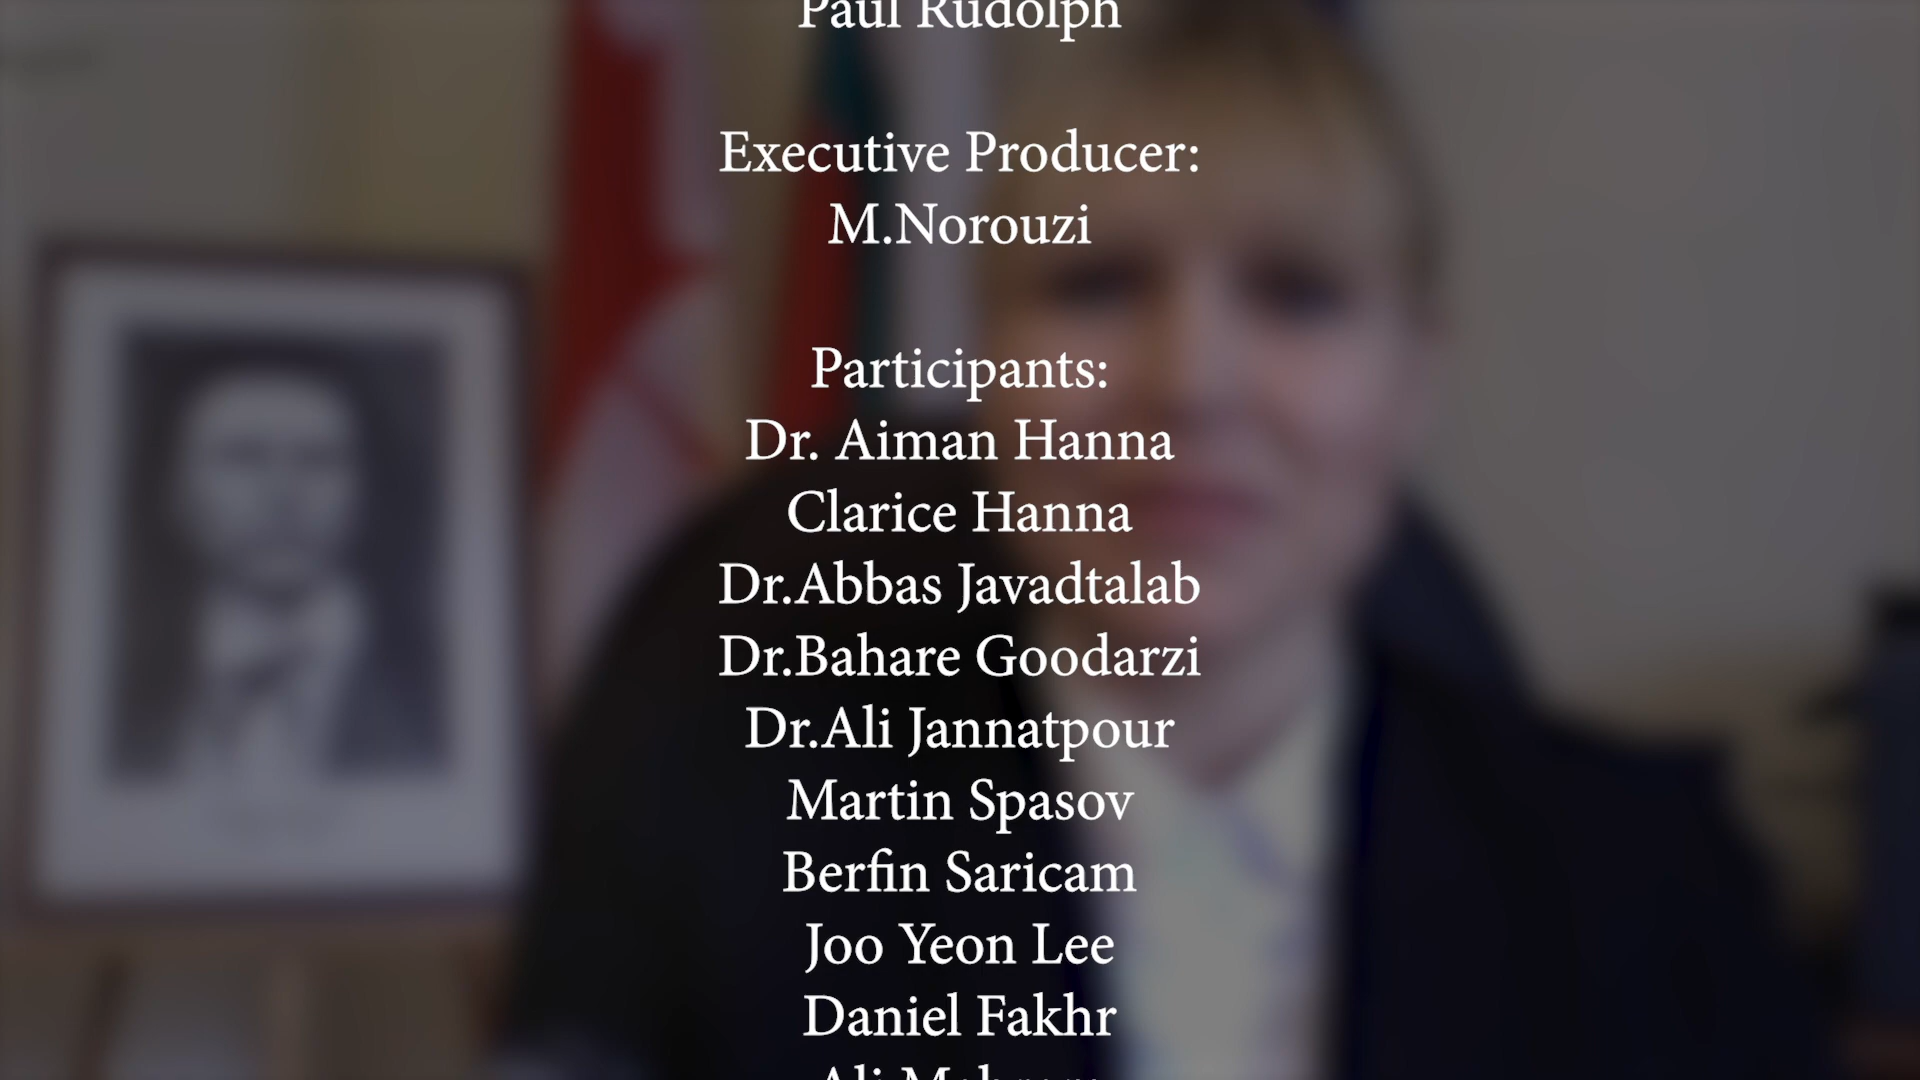 Paul Rudolph
Executive Producer:
M.Norouzi
Participants:
Dr. Aiman Hanna
Clarice Hanna
Dr.Abbas Javadtalab
Dr.Bahare Goodarzi
Dr.Ali Jannatpour
Martin Spasov
Berfin Saricam
Joo Yeon Lee
Daniel Fakhr
Ali